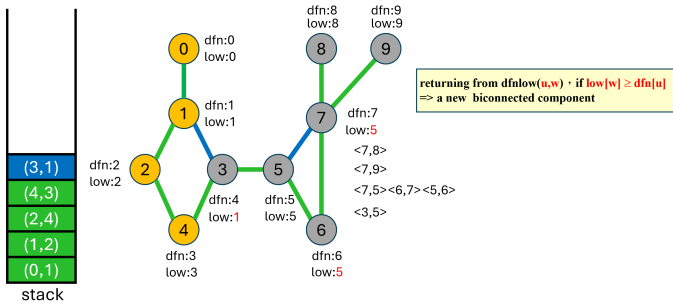 dfn:8
low:8
dfn:9
low:9
dfn:0
low:0
0
8
9
returning from dfnlow(u,w)，if low[w] ≥ dfn[u]
=> a new biconnected component
1
dfn:1
low:1
7
dfn:7
low:5
<7,8>
(3,1)
dfn:2
low:2
2
3
5
<7,9>
(4,3)
dfn:4
low:1
dfn:5
low:5
<7,5><6,7><5,6>
(2,4)
<3,5>
(1,2)
4
6
(0,1)
dfn:3
low:3
dfn:6
low:5
stack